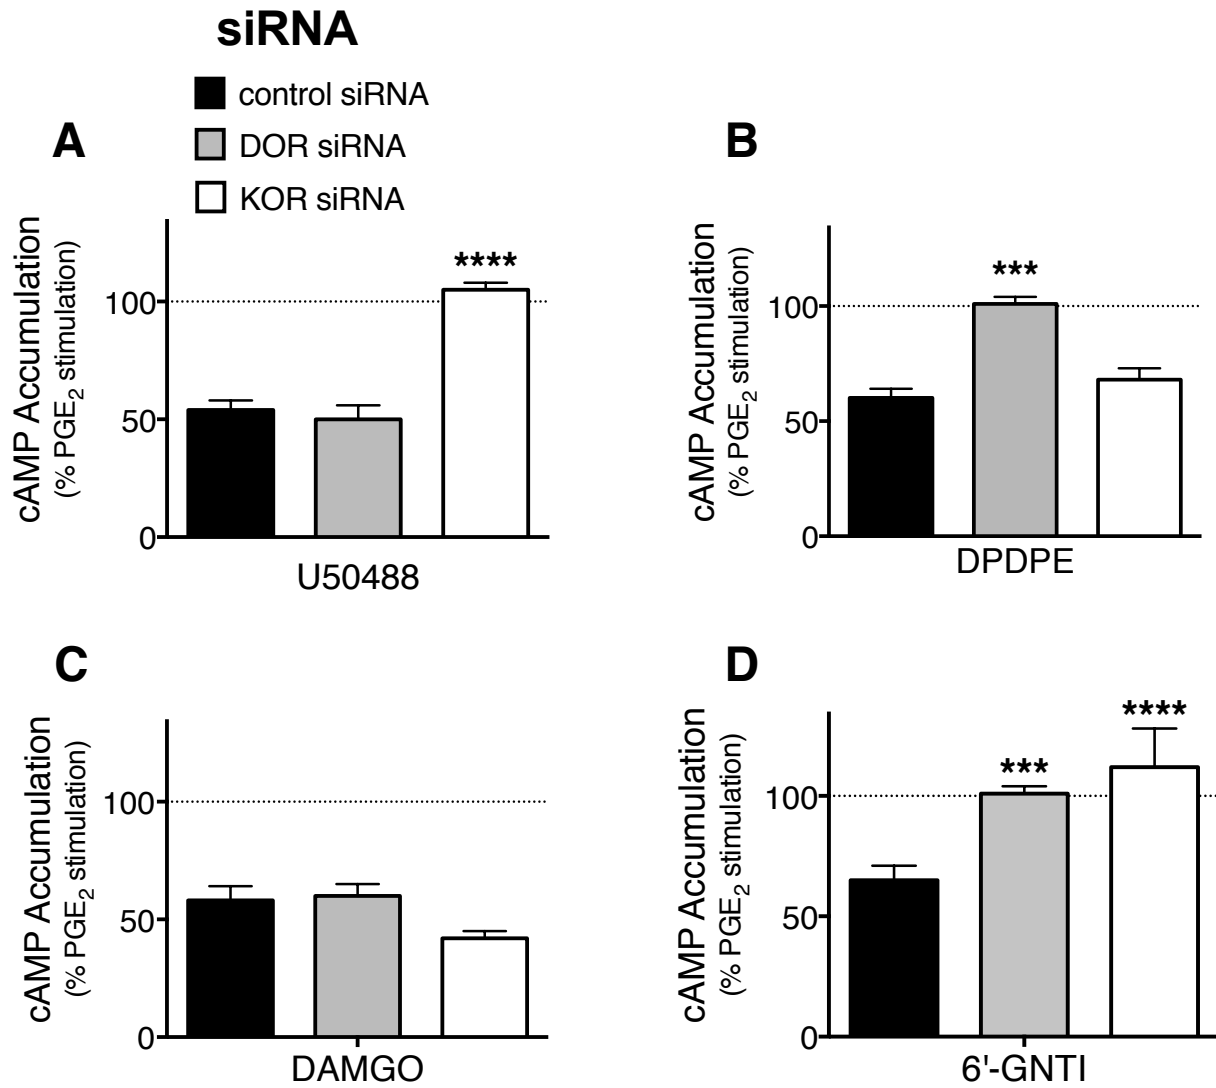 siRNA
control siRNA
DOR siRNA
KOR siRNA
A
cAMP Accumulation
(% PGE2 stimulation)
100
50
0
****
U50488
B
cAMP Accumulation
(% PGE2 stimulation)
100
50
0
***
DPDPE
C
cAMP Accumulation
(% PGE2 stimulation)
100
50
0
DAMGO
D
cAMP Accumulation
(% PGE2 stimulation)
100
50
0
***
****
6'-GNTI